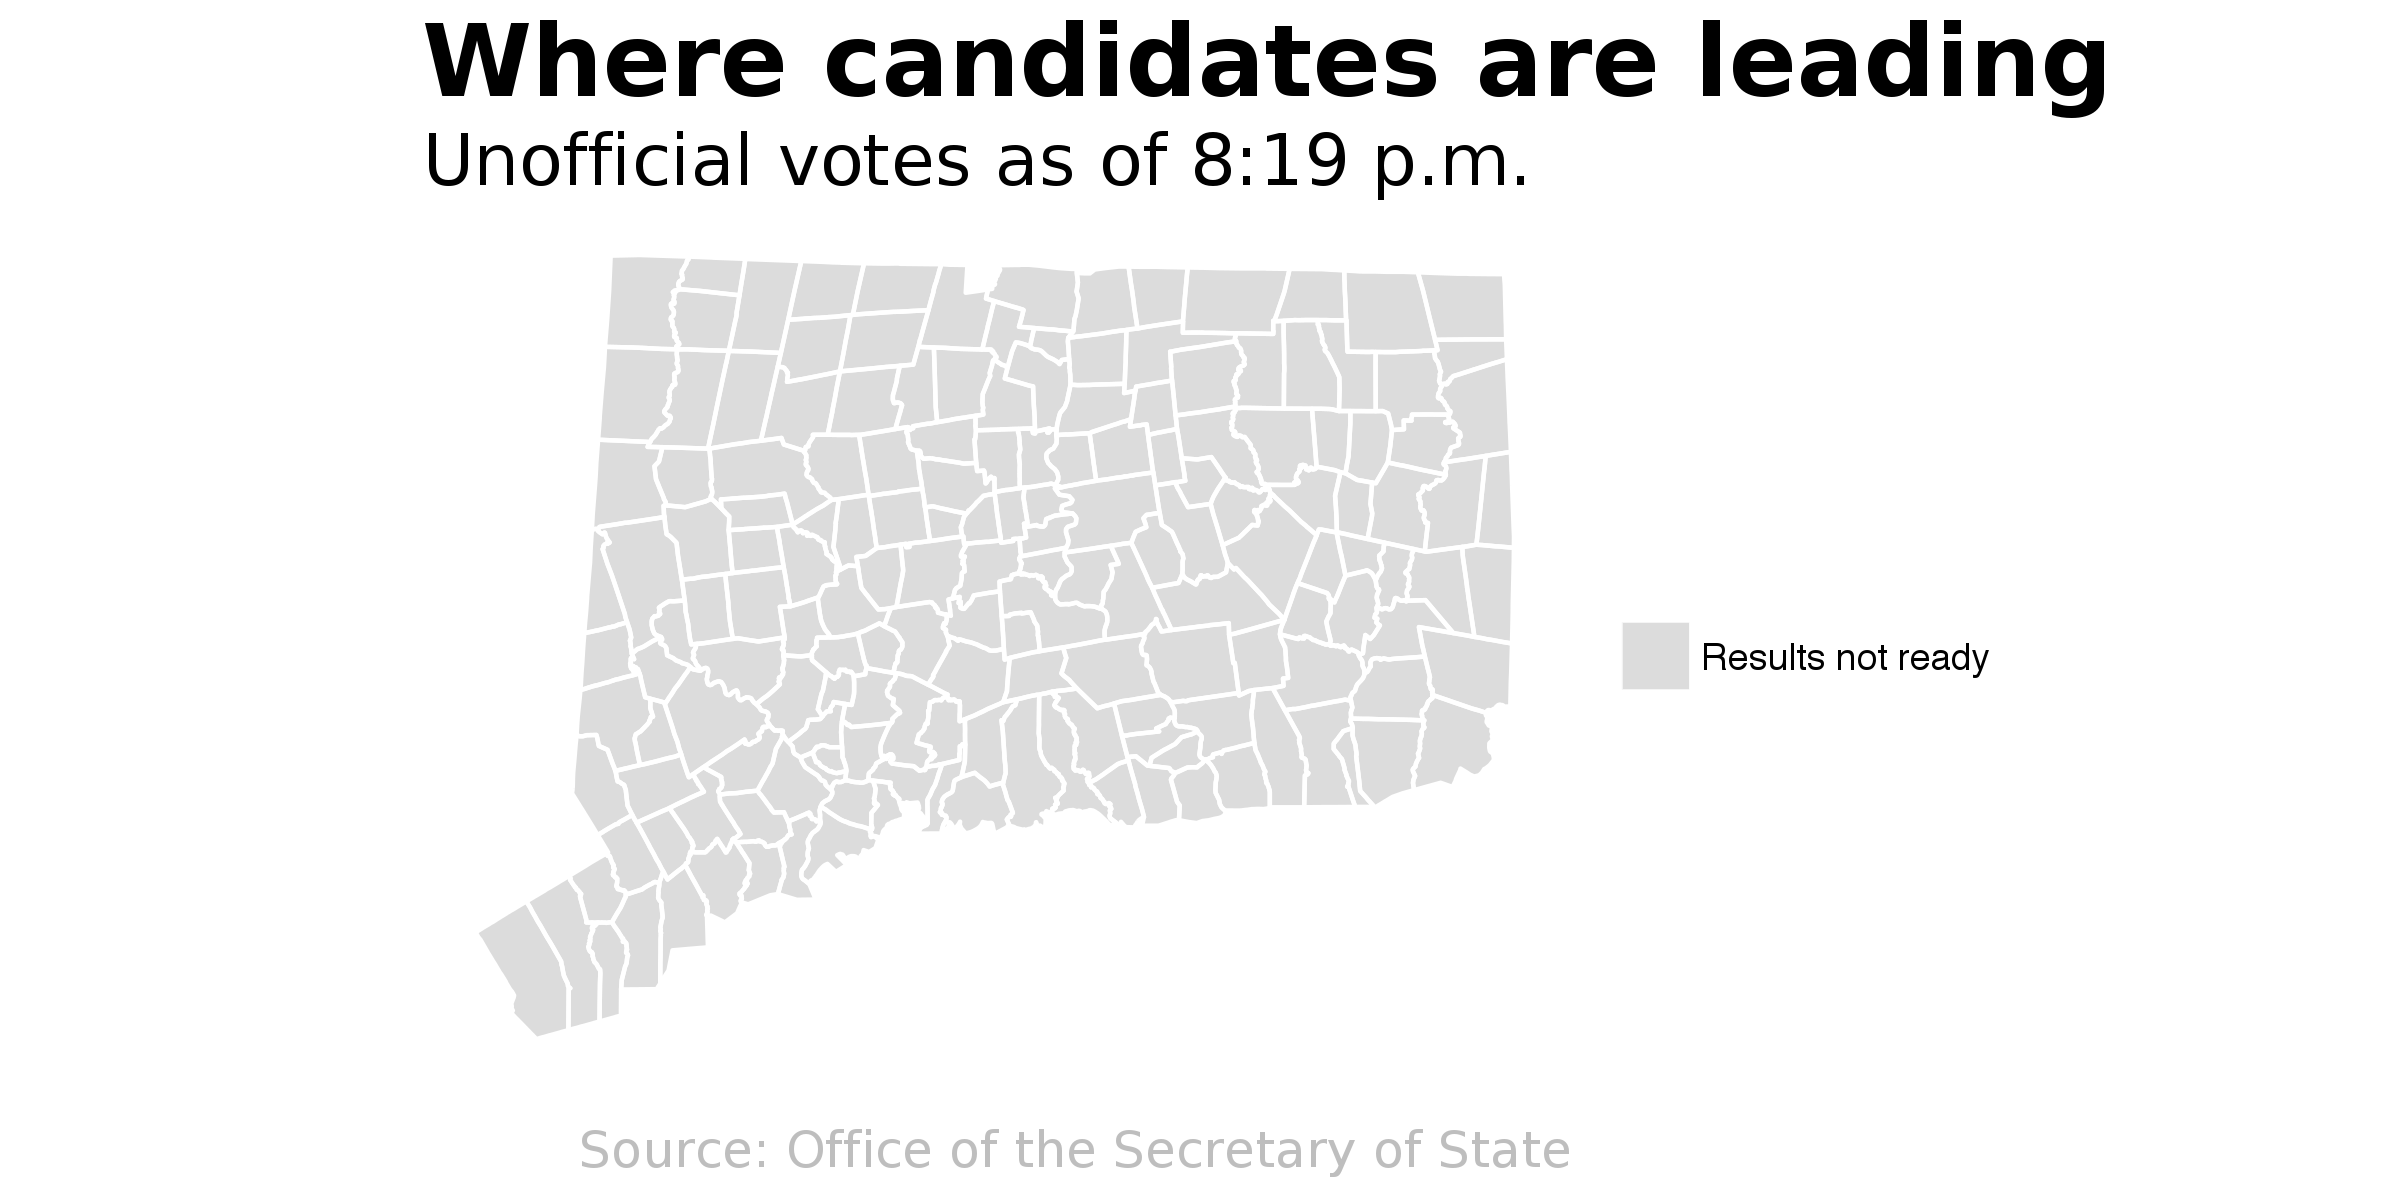 Where candidates are leading
Unofficial votes as of 8:19 p.m.
Results not ready
Source: Office of the Secretary of State